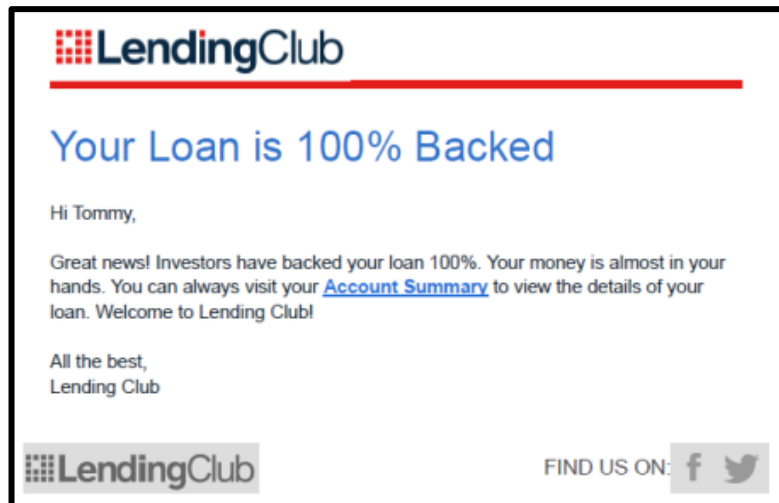 LendingClub
Your Loan is 100% Backed
Hi Tommy,
Great news! Investors have backed your loan 100%. Your money is almost in your
hands. You can always visit your Account Summary to view the details of your
loan. Welcome to Lending Club!
All the best,
Lending Club
LendingClub FIND US ON: